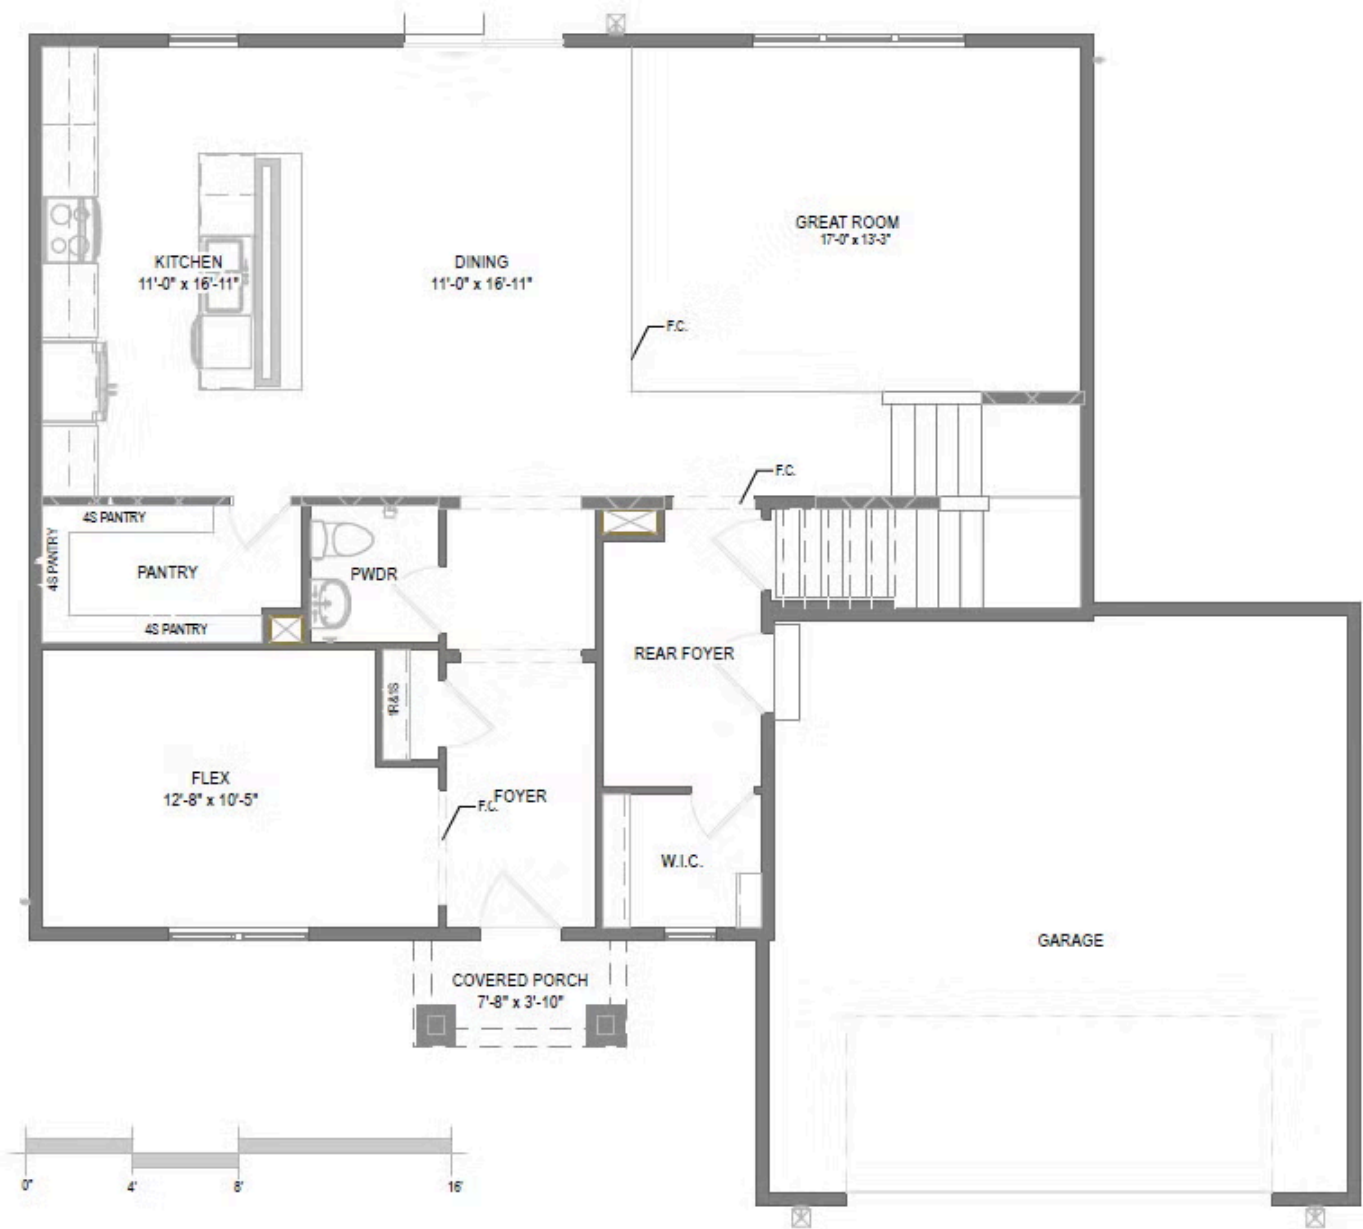 GREAT ROOM
17'-0" x 13'-3"
KITCHEN
11'-0" x 16'-11"
DINING
11'-0" x 16'-11"
F.C.
F.C.
4S PANTRY
4S PANTRY
PANTRY
PWDR
4S PANTRY
REAR FOYER
1R&1S
FLEX
12'-8" x 10'-5"
FOYER
F.C.
W.I.C.
GARAGE
COVERED PORCH
7'-8" x 3'-10"
0" 4' 8' 16'